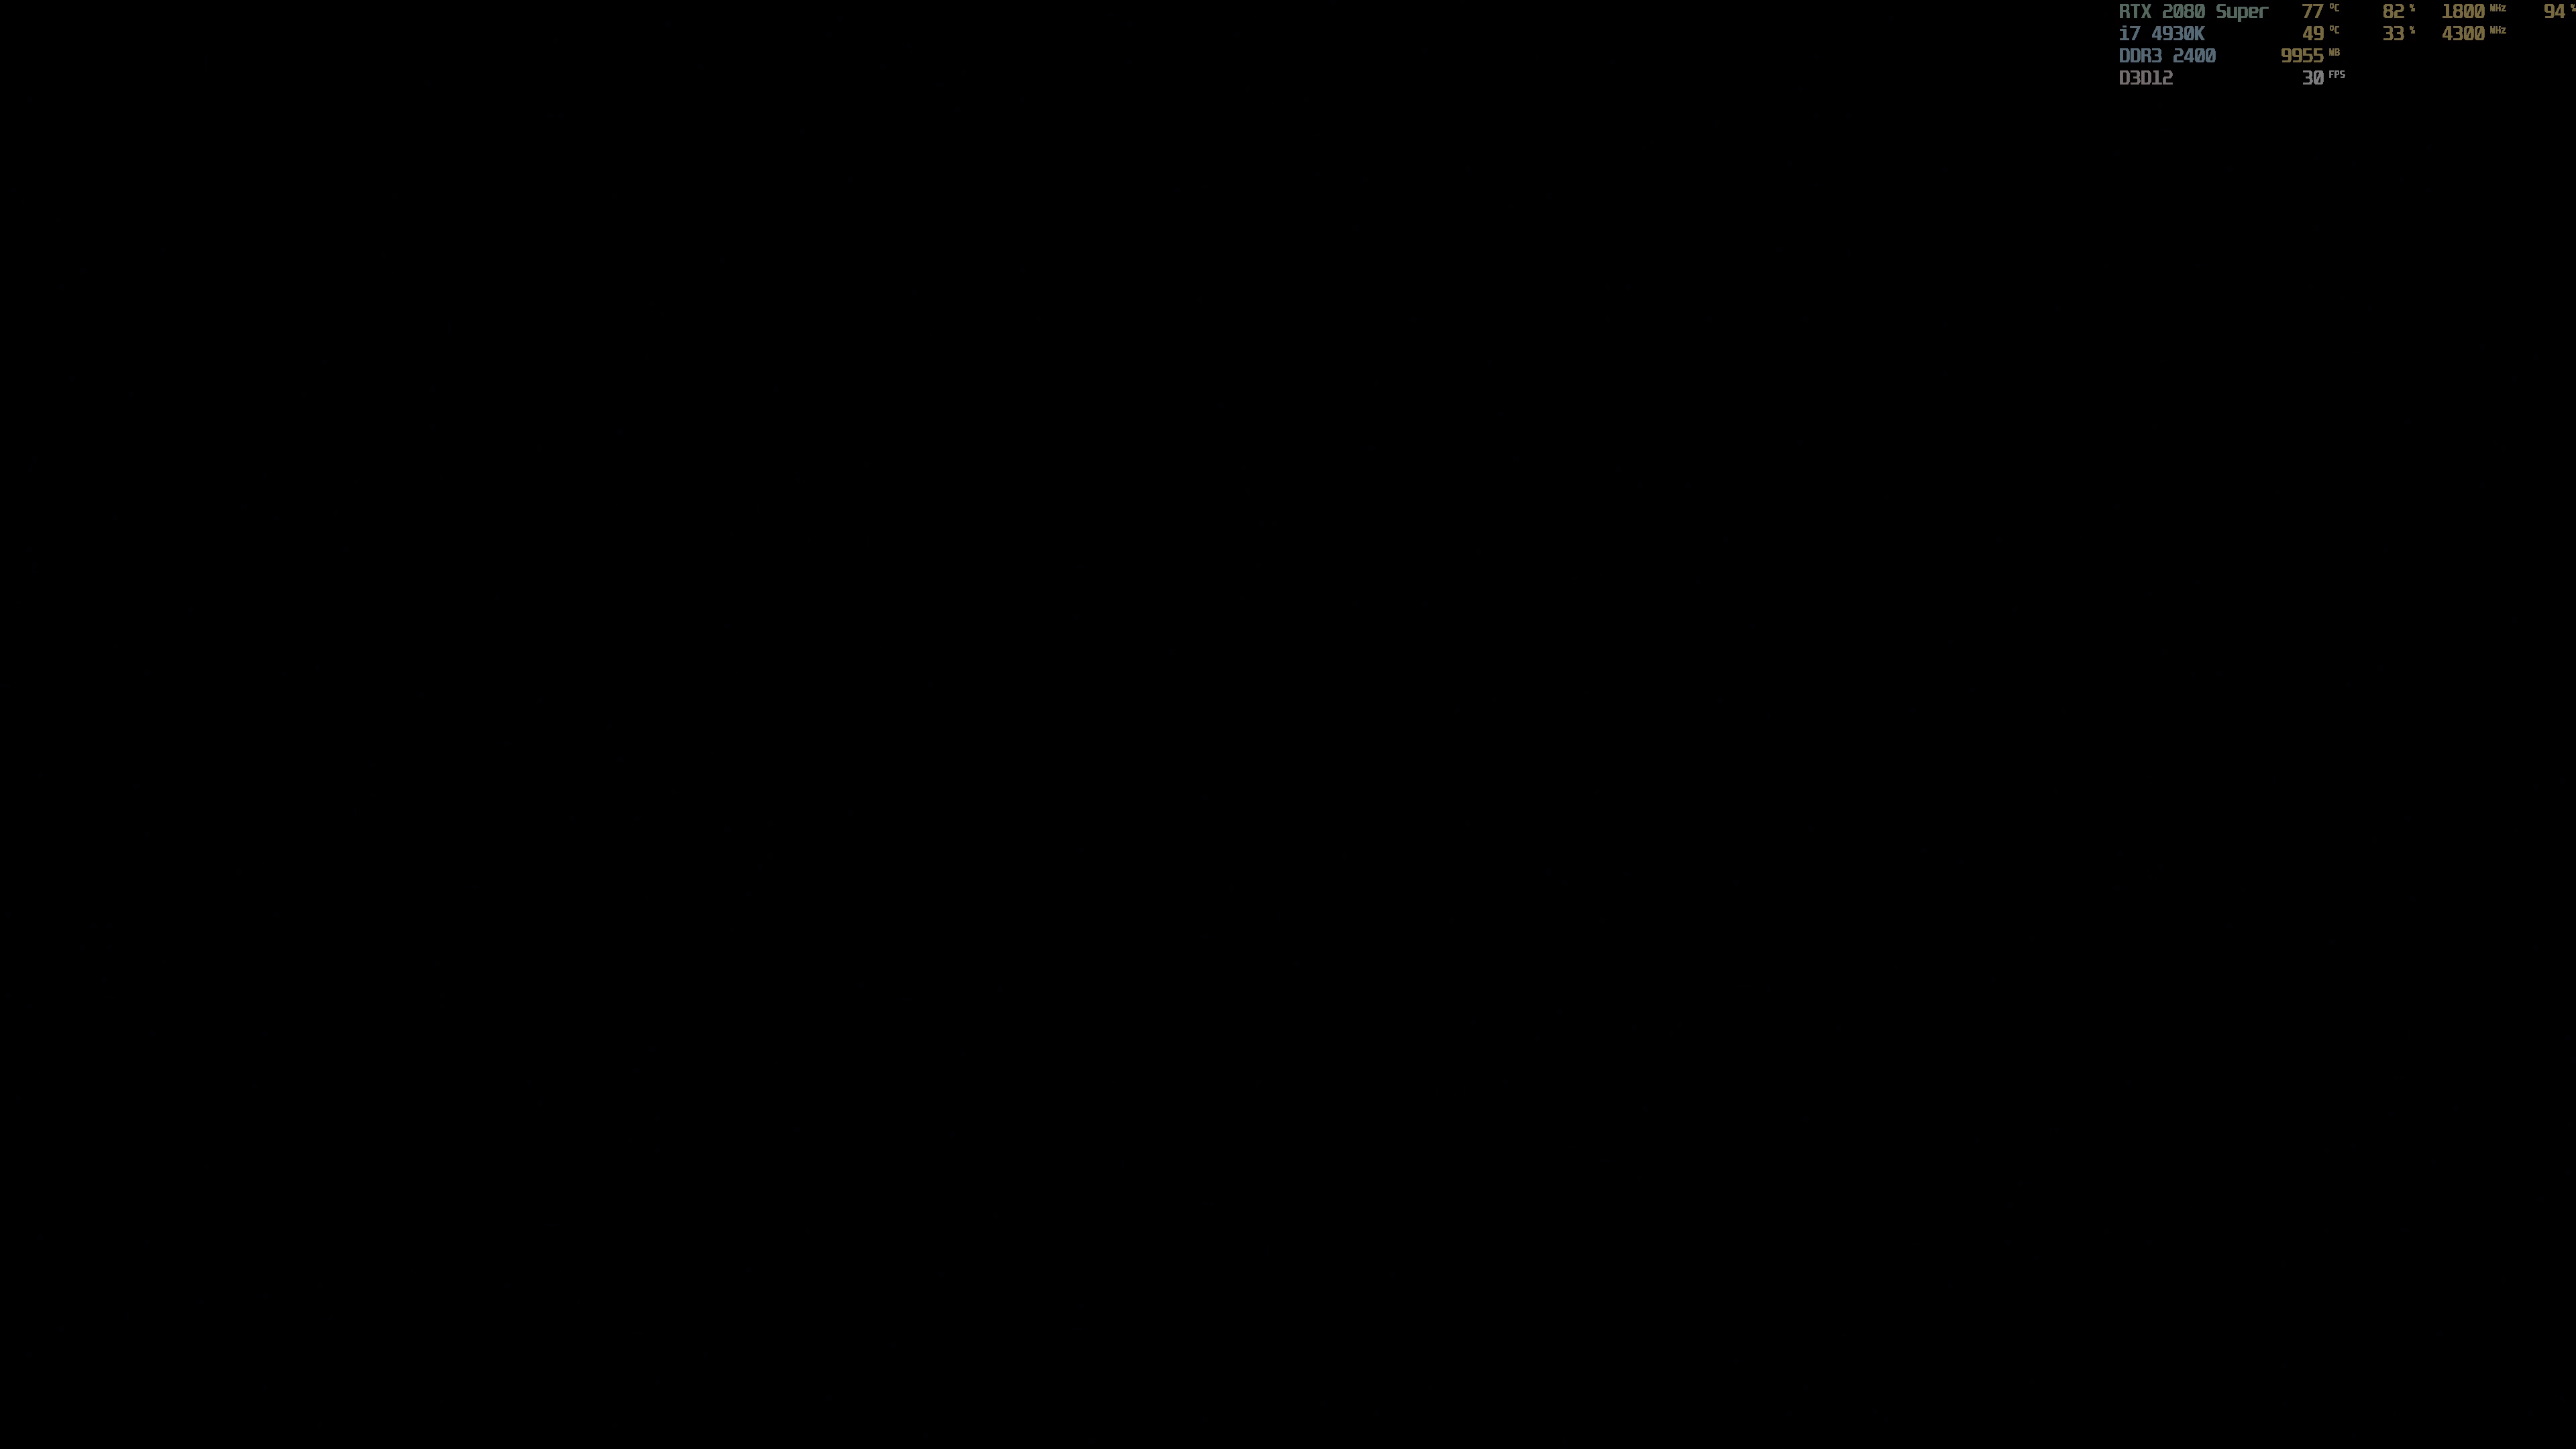 RTX 2080 Super 77 °C 82 % 1800 MHz 94 %
i7 4930K 49 °C 33 % 4300 MHz
DDR3 2400 9955 MB
D3D12 30 FPS